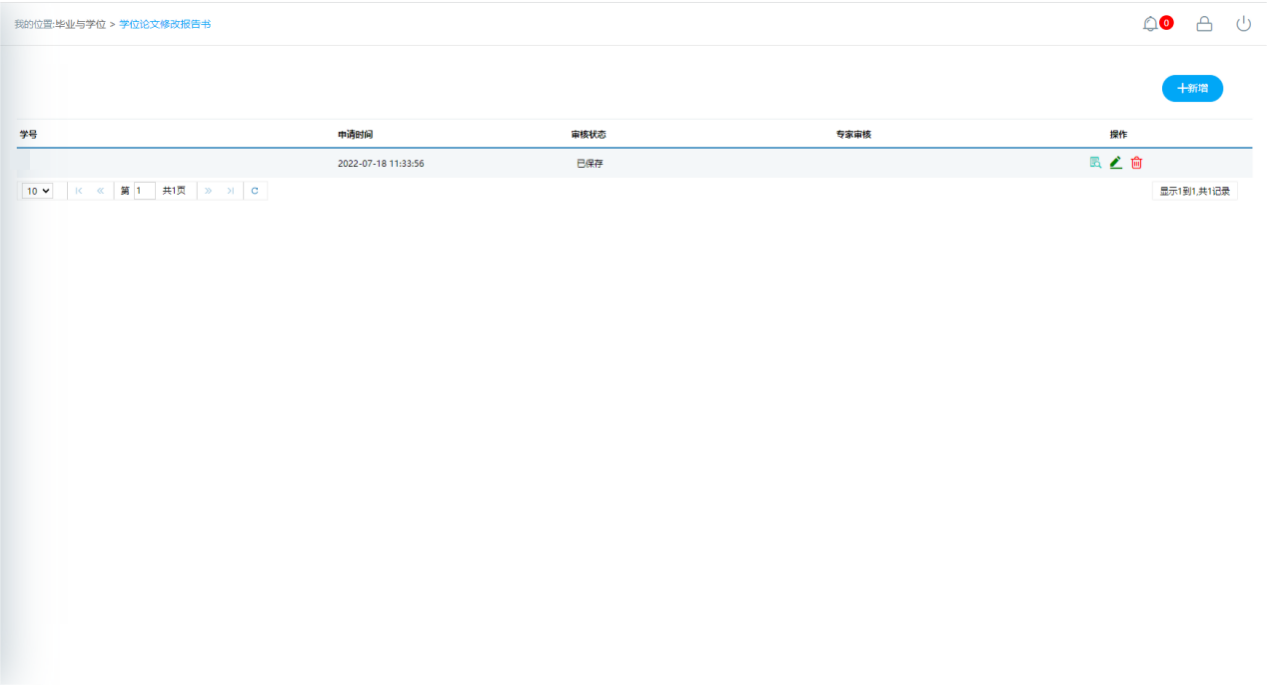 我的位置:毕业与学位 > 学位论文修改报告书
0
新增
学号 申请时间 审核状态 专家审核 操作
2022-07-18 11:33:56 已保存
10 第 1 共1页 显示1到1,共1记录